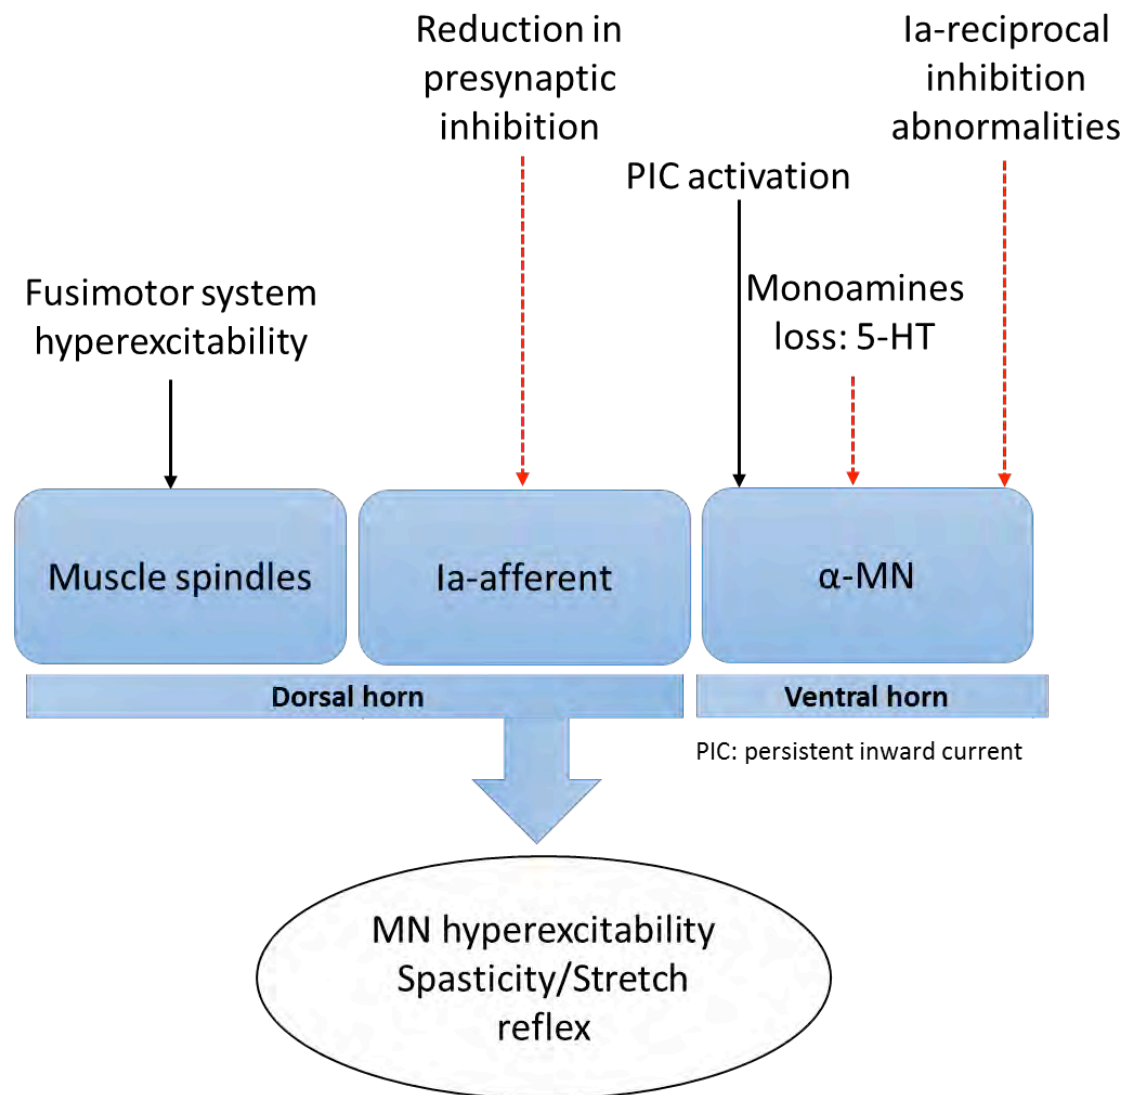 Reduction in
presynaptic
inhibition
Ia-reciprocal
inhibition
abnormalities
PIC activation
Monoamines
loss: 5-HT
Fusimotor system
hyperexcitability
Muscle spindles
Ia-afferent
α-MN
Dorsal horn
Ventral horn
PIC: persistent inward current
MN hyperexcitability
Spasticity/Stretch
reflex